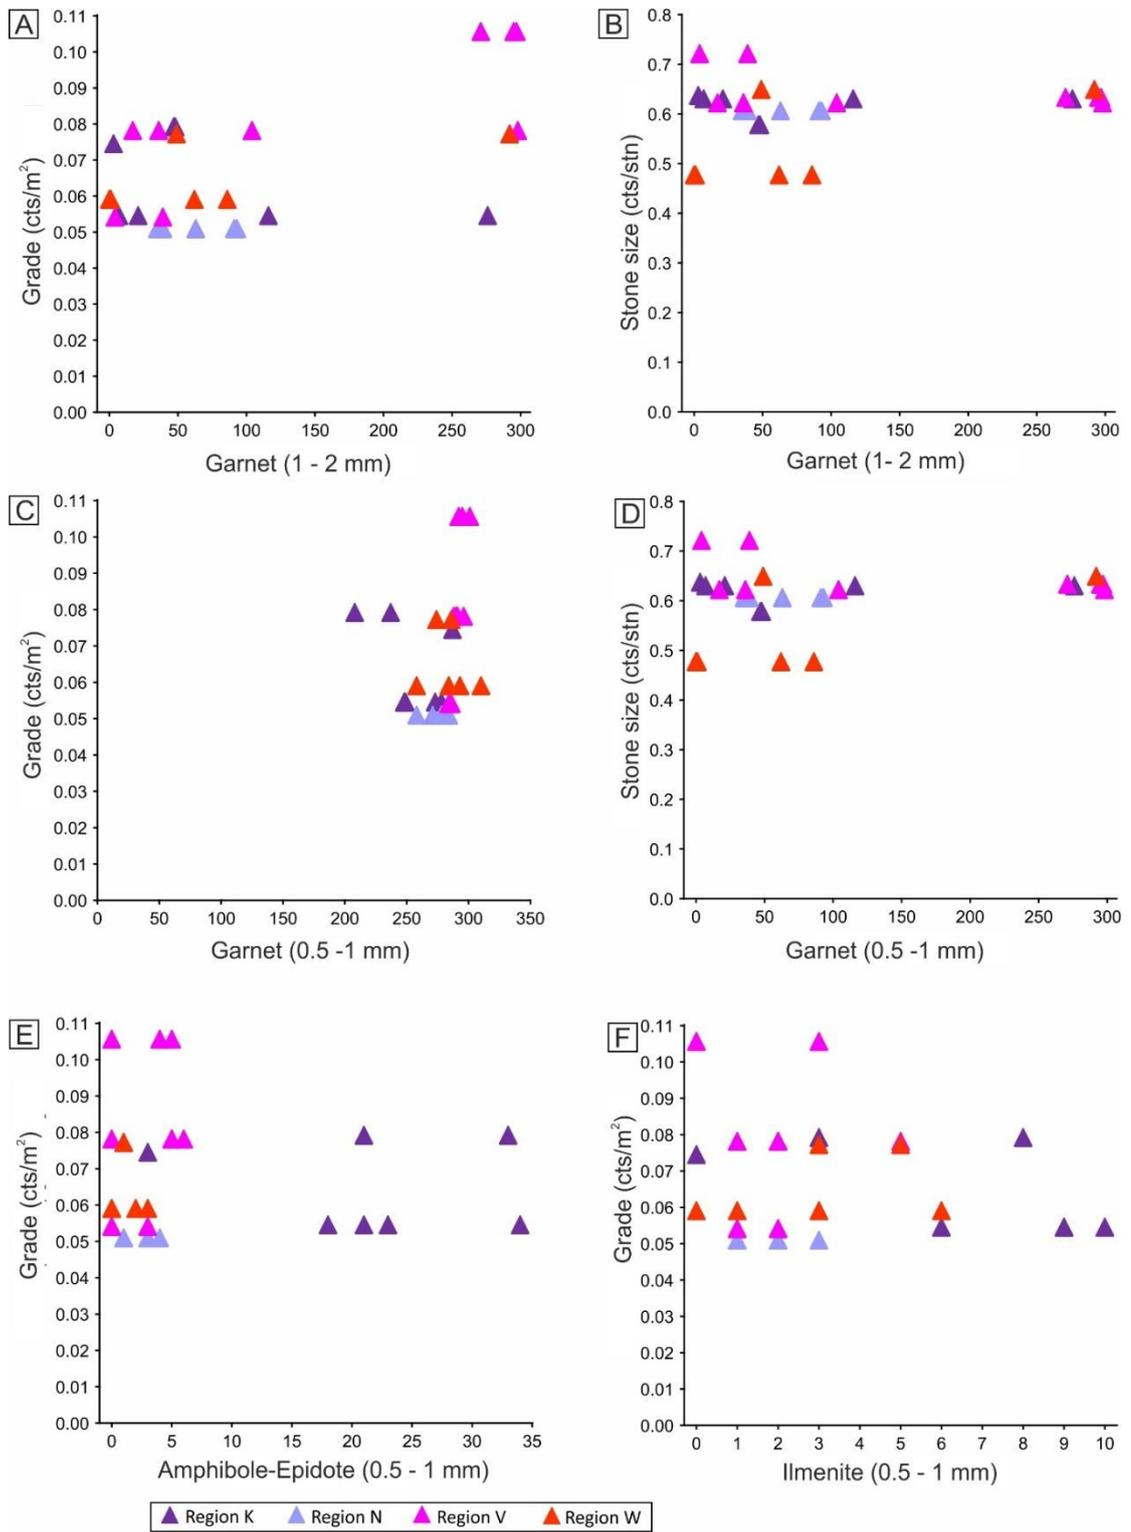 A
0.11
0.10
0.09
0.08
0.07
0.06
0.05
0.04
0.03
0.02
0.01
0.00
Grade (cts/m²)
0 50 100 150 200 250 300
Garnet (1 - 2 mm)
B
0.8
0.7
0.6
0.5
0.4
0.3
0.2
0.1
0.0
Stone size (cts/stn)
0 50 100 150 200 250 300
Garnet (1- 2 mm)
C
0.11
0.10
0.09
0.08
0.07
0.06
0.05
0.04
0.03
0.02
0.01
0.00
Grade (cts/m²)
0 50 100 150 200 250 300 350
Garnet (0.5 -1 mm)
D
0.8
0.7
0.6
0.5
0.4
0.3
0.2
0.1
0.0
Stone size (cts/stn)
0 50 100 150 200 250 300
Garnet (0.5 -1 mm)
E
0.11
0.10
0.09
0.08
0.07
0.06
0.05
0.04
0.03
0.02
0.01
0.00
Grade (cts/m²)
0 5 10 15 20 25 30 35
Amphibole-Epidote (0.5 - 1 mm)
F
0.11
0.10
0.09
0.08
0.07
0.06
0.05
0.04
0.03
0.02
0.01
0.00
Grade (cts/m²)
0 1 2 3 4 5 6 7 8 9 10
Ilmenite (0.5 - 1 mm)
Region K Region N Region V Region W